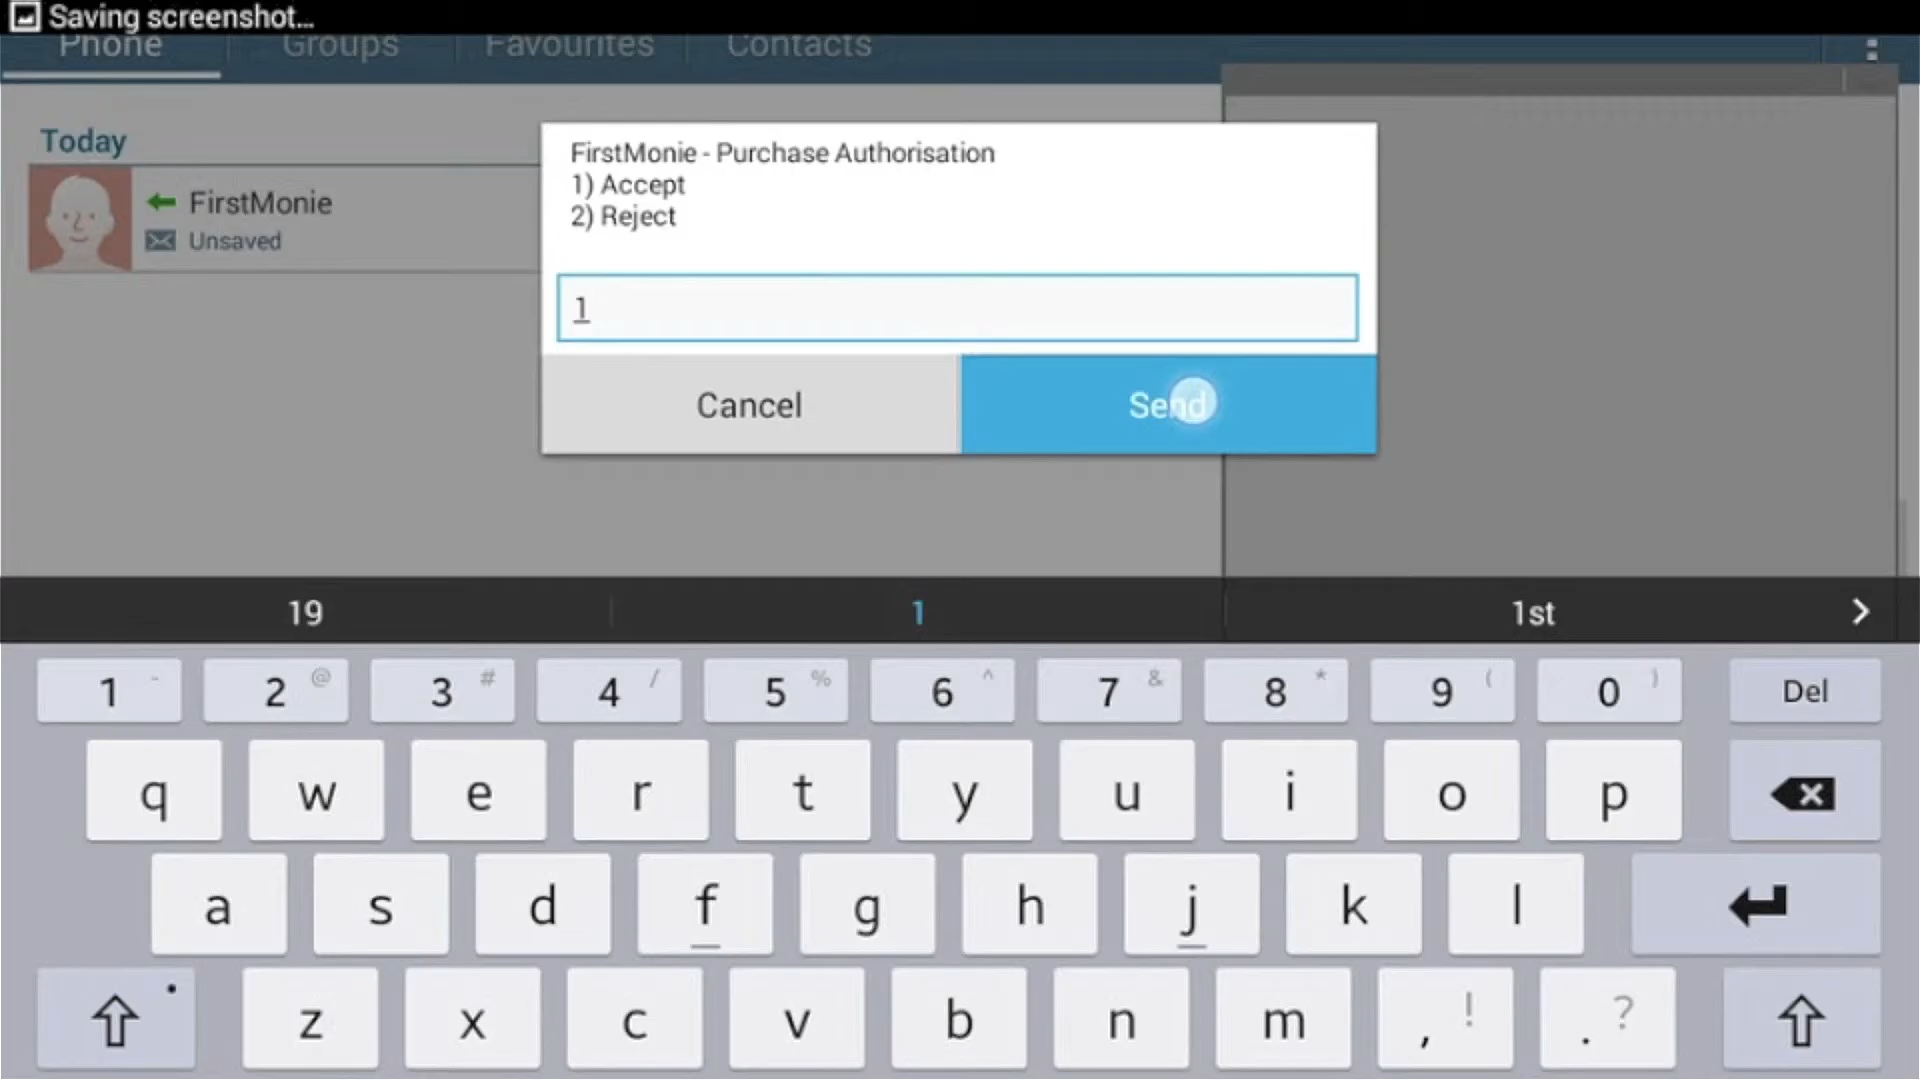 Saving screenshot...
Phone Groups Favourites Contacts
Today
FirstMonie
Unsaved
FirstMonie - Purchase Authorisation
1) Accept
2) Reject
1
Cancel Send
19 1 1st
1 - 2 @ 3 # 4 / 5 % 6 ^ 7 & 8 * 9 ( 0 ) Del
q w e r t y u i o p
a s d f g h j k l
z x c v b n m , ! . ?